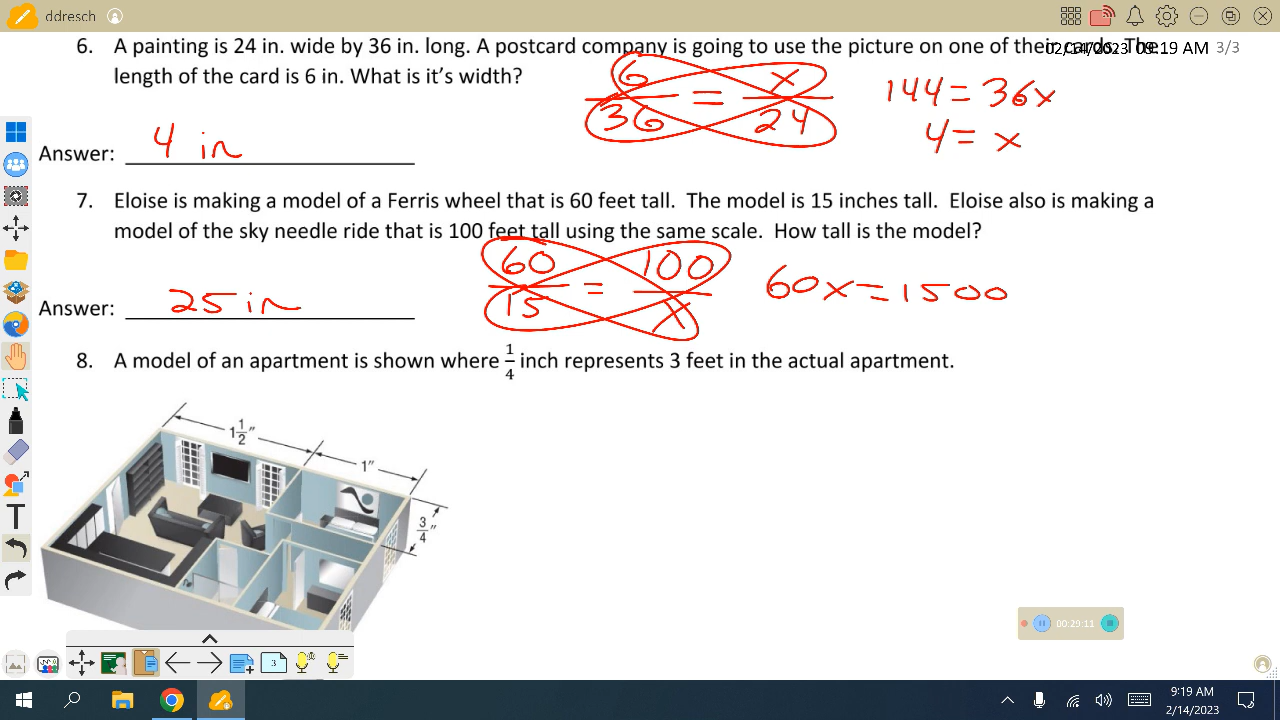 ddresch
02/14/2023 09:19 AM 3/3
6. A painting is 24 in. wide by 36 in. long. A postcard company is going to use the picture on one of their cards. The
length of the card is 6 in. What is it's width?
6/36 = x/24
144 = 36x
4 = x
Answer: 4 in
7. Eloise is making a model of a Ferris wheel that is 60 feet tall. The model is 15 inches tall. Eloise also is making a
model of the sky needle ride that is 100 feet tall using the same scale. How tall is the model?
60/15 = 100/x
60x = 1500
Answer: 25 in
8. A model of an apartment is shown where 1/4 inch represents 3 feet in the actual apartment.
1 1/2"
1"
3/4"
T
00:29:11
3
9:19 AM
2/14/2023